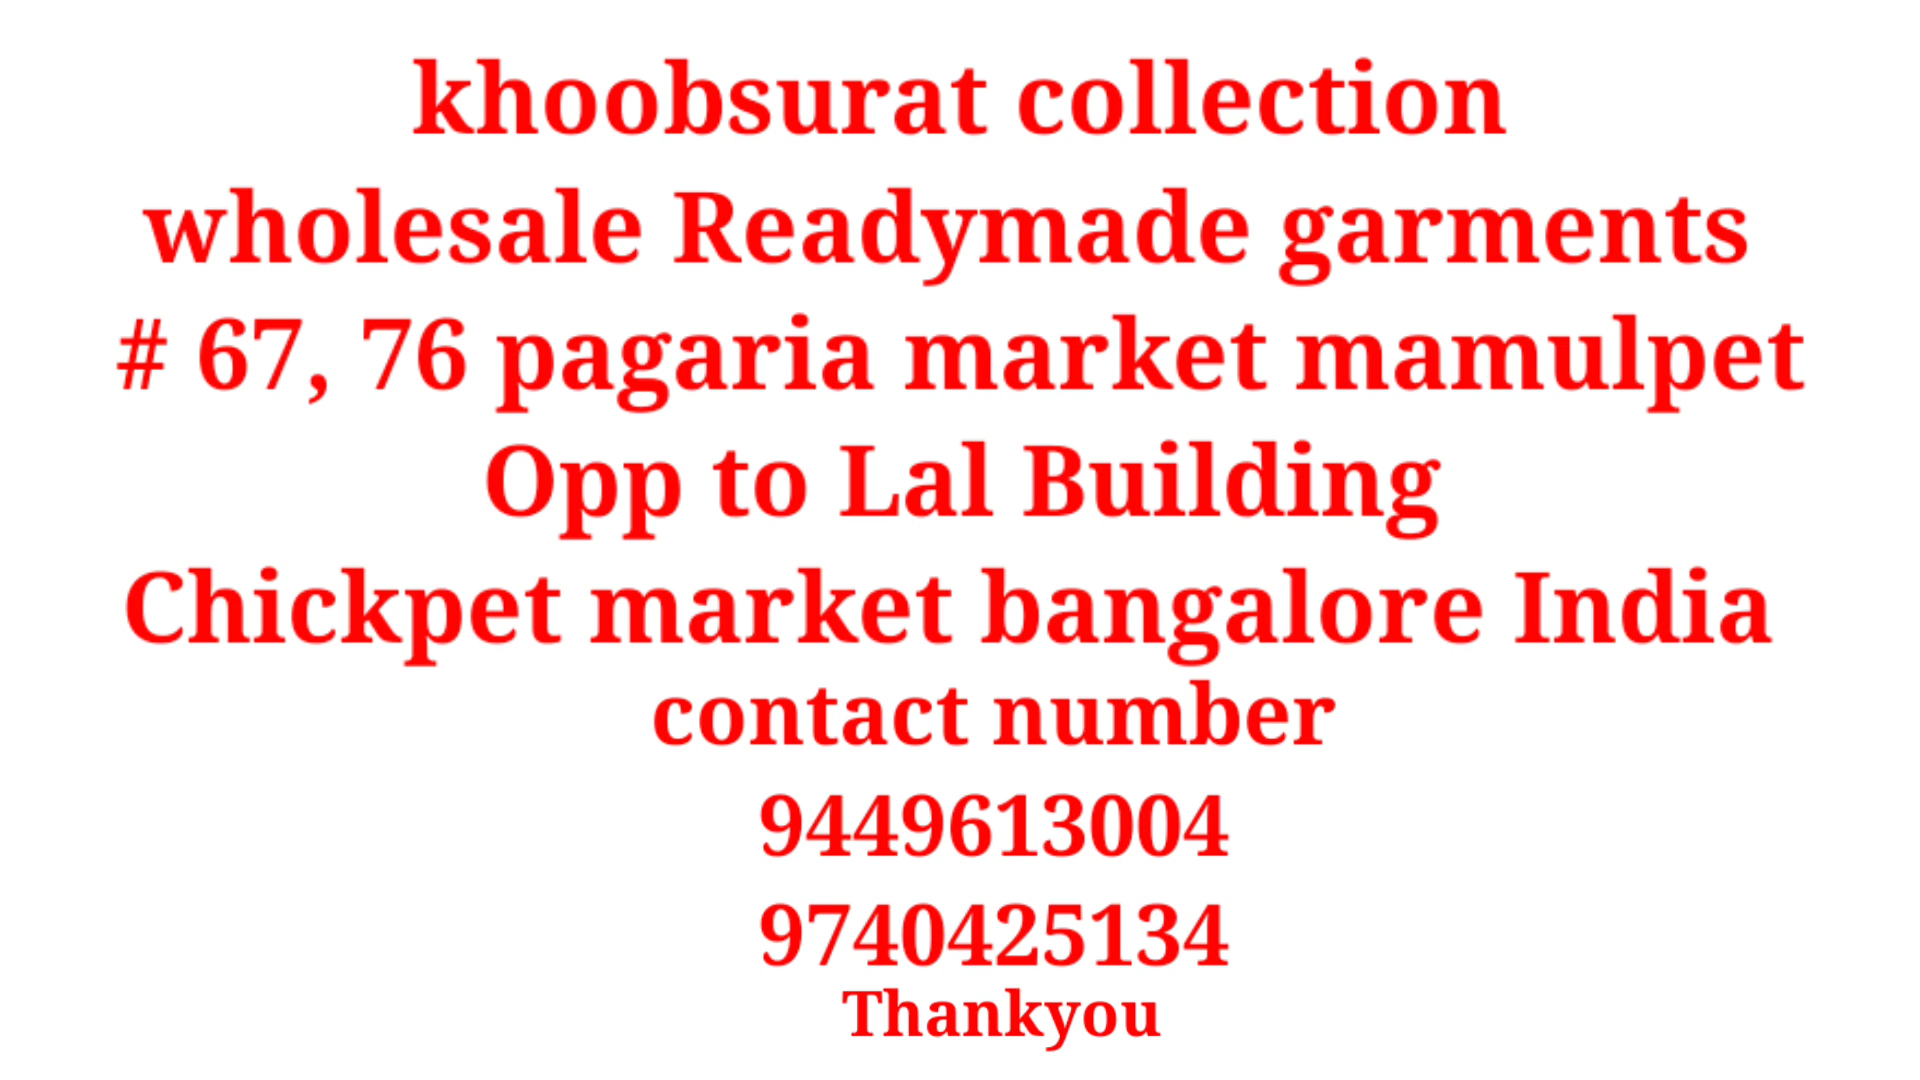 khoobsurat collection
wholesale Readymade garments
# 67, 76 pagaria market mamulpet
Opp to Lal Building
Chickpet market bangalore India
contact number
9449613004
9740425134
Thankyou